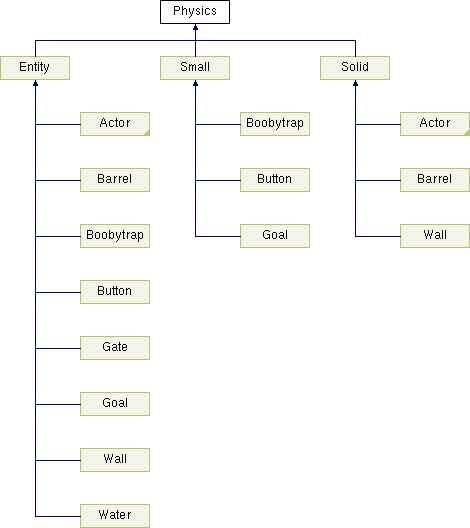 Physics
Entity
Small
Solid
Actor
Boobytrap
Actor
Barrel
Button
Barrel
Boobytrap
Goal
Wall
Button
Gate
Goal
Wall
Water